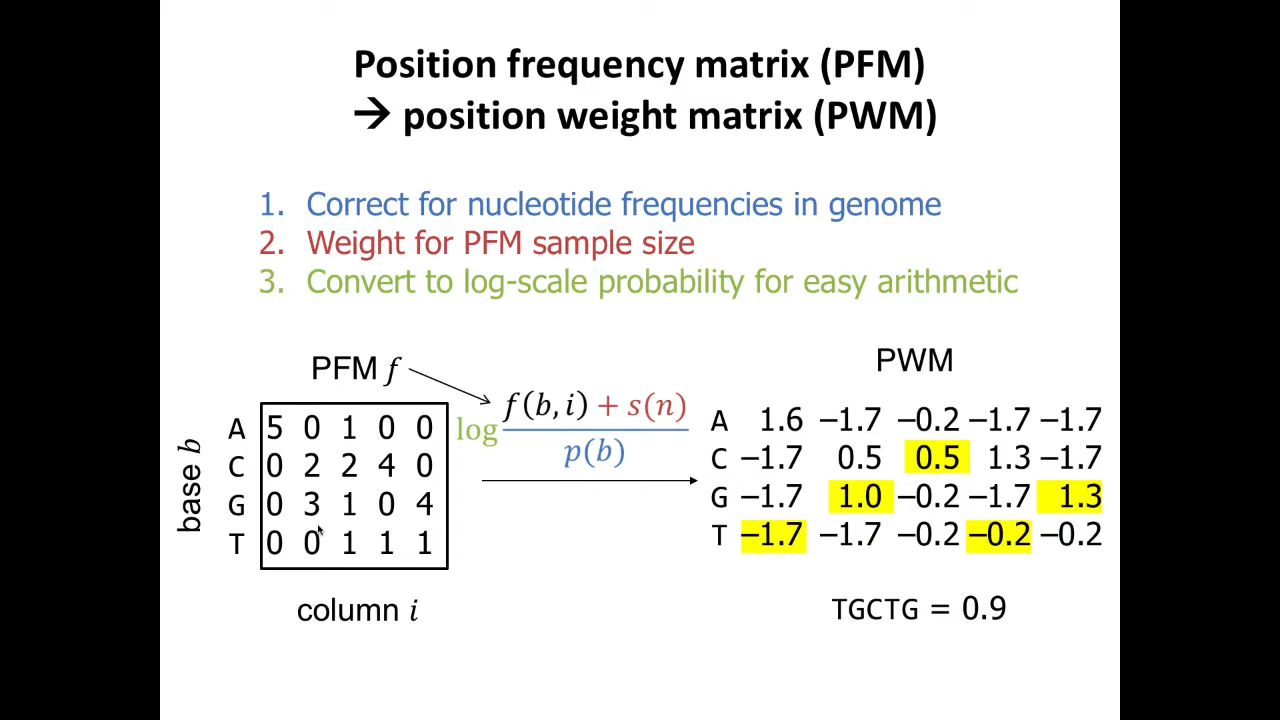 Position frequency matrix (PFM)
→ position weight matrix (PWM)
1. Correct for nucleotide frequencies in genome
2. Weight for PFM sample size
3. Convert to log-scale probability for easy arithmetic
PFM f
base b
A 5 0 1 0 0
C 0 2 2 4 0
G 0 3 1 0 4
T 0 0 1 1 1
column i
log f(b, i) + s(n)
p(b)
PWM
A 1.6 –1.7 –0.2 –1.7 –1.7
C –1.7 0.5 0.5 1.3 –1.7
G –1.7 1.0 –0.2 –1.7 1.3
T –1.7 –1.7 –0.2 –0.2 –0.2
TGCTG = 0.9